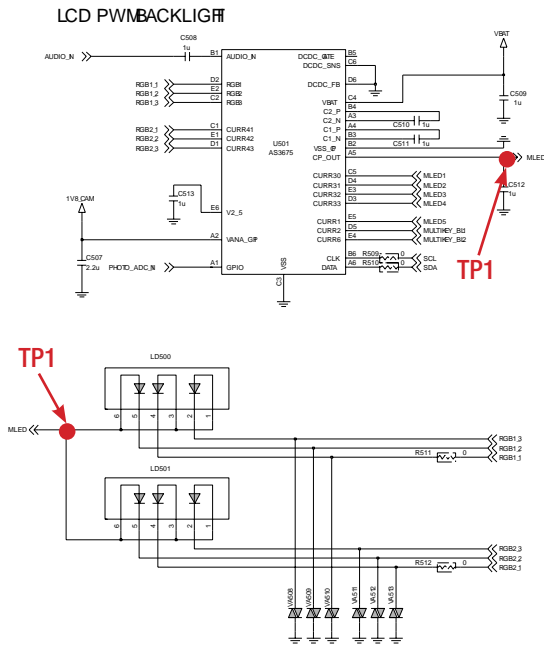 LCD PWMBACKLIGHT
C508
1u
VBAT
AUDIO_IN
B1
AUDIO_IN
DCDC_GATE
B5
DCDC_SNS
C6
DCDC_FB
D6
RGB1_1
D2
RGB1
RGB1_2
E2
RGB2
RGB1_3
C2
RGB3
VBAT
C4
C2_P
B4
C2_N
A3
C510
1u
C1_P
A4
C1_N
B3
C511
1u
C509
1u
RGB2_1
C1
CURR41
RGB2_2
E1
CURR42
RGB2_3
D1
CURR43
U501
AS3675
VSS_CP
B2
CP_OUT
A5
MLED
TP1
C512
1u
CURR30
C5
MLED1
CURR31
D4
MLED2
CURR32
E3
MLED3
CURR33
D3
MLED4
C513
1u
1V8_CAM
E6
V2_5
CURR1
E5
MLED5
CURR2
D5
MULTIKEY_BL1
CURR6
E4
MULTIKEY_BL2
A2
VANA_GP
C507
2.2u
PHOTO_ADC_IN
A1
GPIO
VSS
C3
CLK
B6
R509
0
SCL
DATA
A6
R510
0
SDA
TP1
LD500
6
5
4
3
2
1
MLED
RGB1_3
RGB1_2
R511
0
RGB1_1
LD501
6
5
4
3
2
1
RGB2_3
RGB2_2
R512
0
RGB2_1
VA508
VA509
VA510
VA511
VA512
VA513